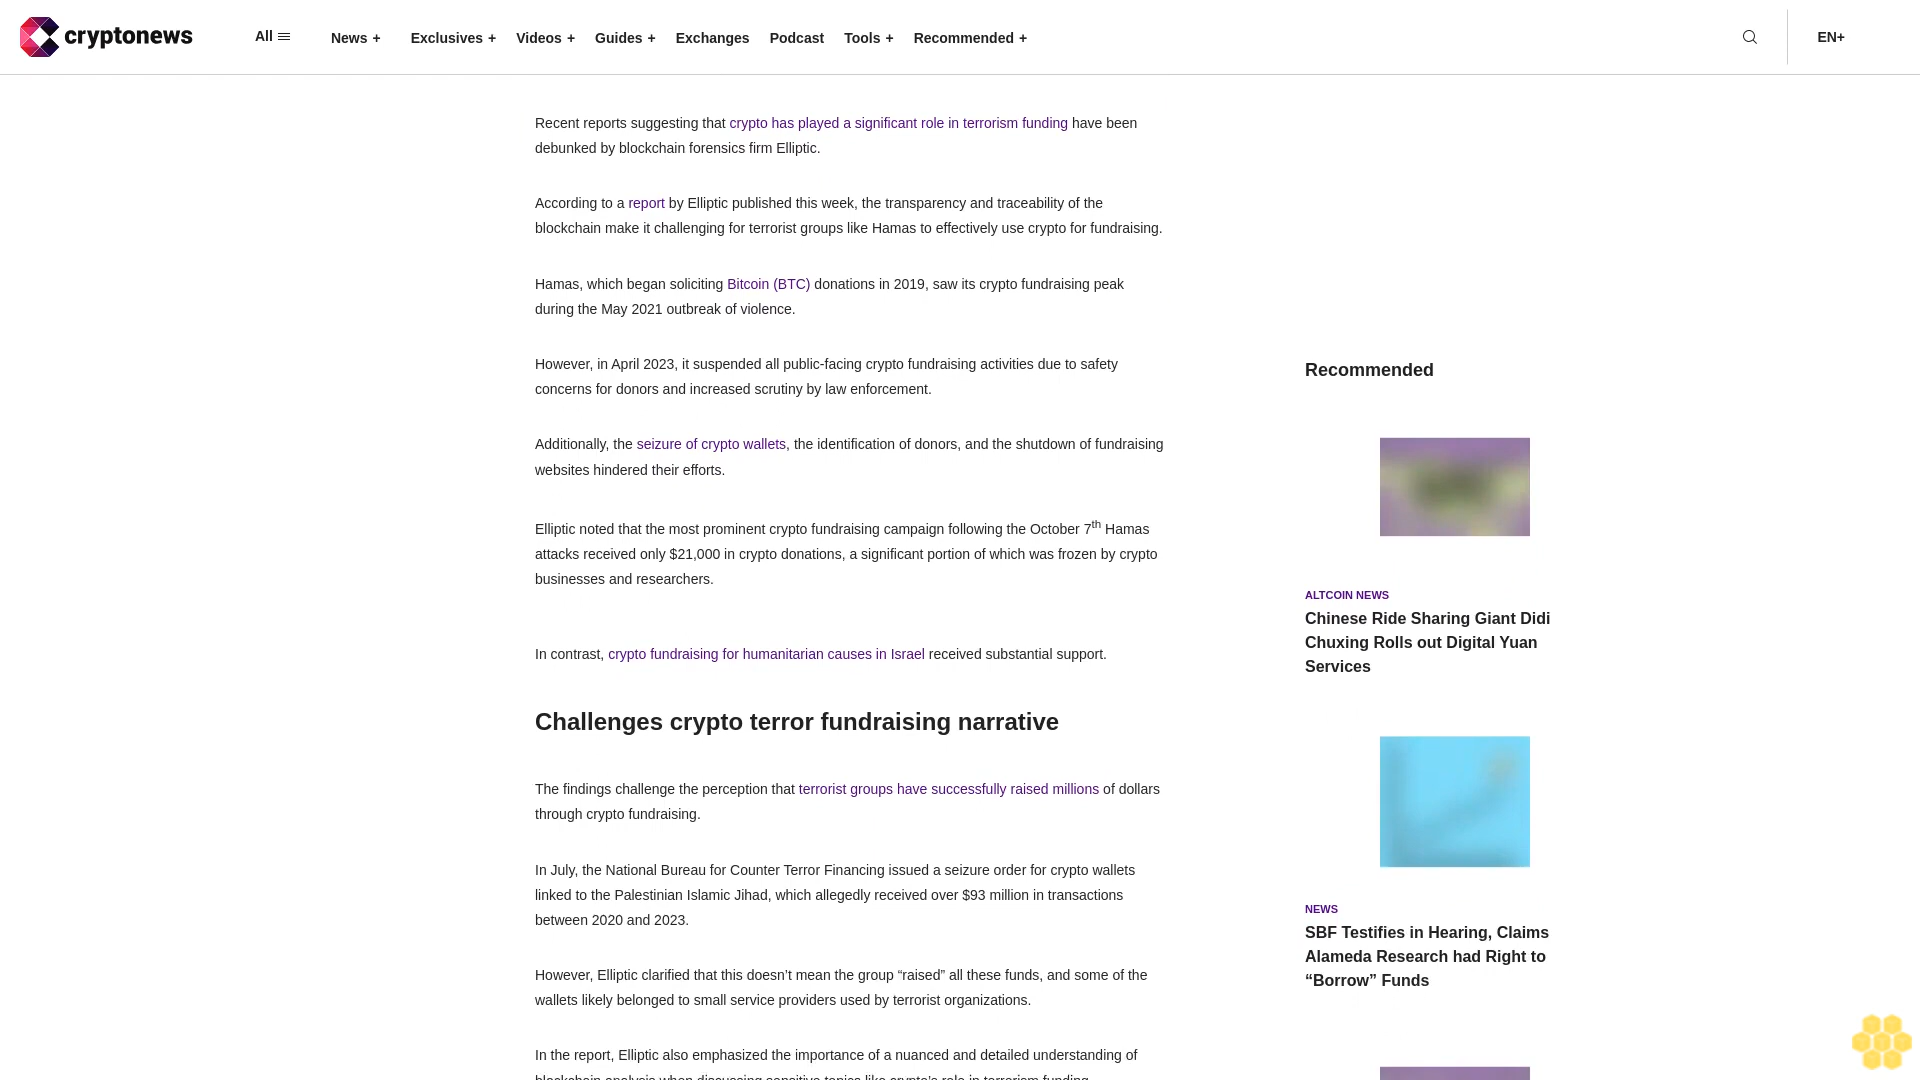 cryptonews
All
News +
Exclusives +
Videos +
Guides +
Exchanges
Podcast
Tools +
Recommended +
EN+
Recent reports suggesting that crypto has played a significant role in terrorism funding have been
debunked by blockchain forensics firm Elliptic.
According to a report by Elliptic published this week, the transparency and traceability of the
blockchain make it challenging for terrorist groups like Hamas to effectively use crypto for fundraising.
Hamas, which began soliciting Bitcoin (BTC) donations in 2019, saw its crypto fundraising peak
during the May 2021 outbreak of violence.
However, in April 2023, it suspended all public-facing crypto fundraising activities due to safety
concerns for donors and increased scrutiny by law enforcement.
Additionally, the seizure of crypto wallets, the identification of donors, and the shutdown of fundraising
websites hindered their efforts.
Elliptic noted that the most prominent crypto fundraising campaign following the October 7th Hamas
attacks received only $21,000 in crypto donations, a significant portion of which was frozen by crypto
businesses and researchers.
In contrast, crypto fundraising for humanitarian causes in Israel received substantial support.
Challenges crypto terror fundraising narrative
The findings challenge the perception that terrorist groups have successfully raised millions of dollars
through crypto fundraising.
In July, the National Bureau for Counter Terror Financing issued a seizure order for crypto wallets
linked to the Palestinian Islamic Jihad, which allegedly received over $93 million in transactions
between 2020 and 2023.
However, Elliptic clarified that this doesn’t mean the group “raised” all these funds, and some of the
wallets likely belonged to small service providers used by terrorist organizations.
In the report, Elliptic also emphasized the importance of a nuanced and detailed understanding of
blockchain analysis when discussing sensitive topics like crypto’s role in terrorism funding.
Recommended
ALTCOIN NEWS
Chinese Ride Sharing Giant Didi
Chuxing Rolls out Digital Yuan
Services
NEWS
SBF Testifies in Hearing, Claims
Alameda Research had Right to
“Borrow” Funds